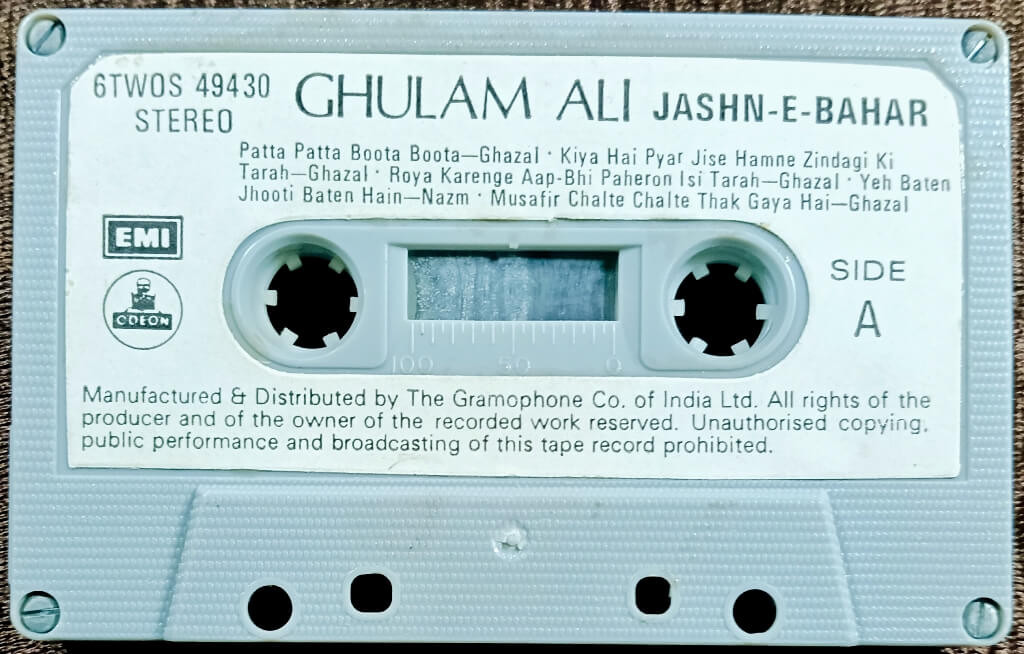 6TWOS 49430
STEREO
GHULAM ALI JASHN-E-BAHAR
Patta Patta Boota Boota—Ghazal · Kiya Hai Pyar Jise Hamne Zindagi Ki
Tarah—Ghazal · Roya Karenge Aap-Bhi Paheron Isi Tarah—Ghazal · Yeh Baten
Jhooti Baten Hain—Nazm · Musafir Chalte Chalte Thak Gaya Hai—Ghazal
EMI
ODEON
SIDE
A
100 50 0
Manufactured & Distributed by The Gramophone Co. of India Ltd. All rights of the
producer and of the owner of the recorded work reserved. Unauthorised copying,
public performance and broadcasting of this tape record prohibited.